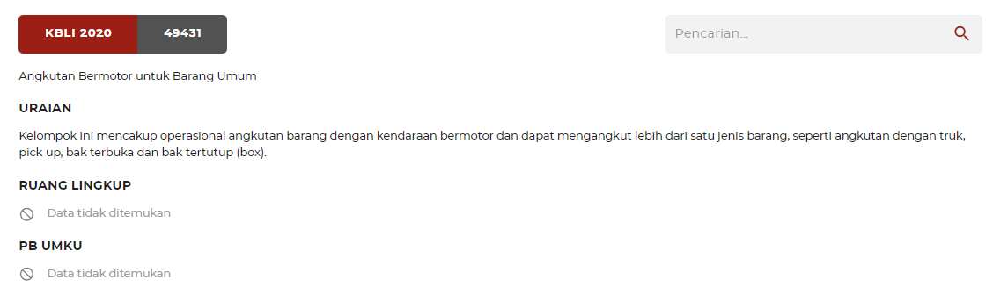 KBLI 2020 49431 Pencarian...
Angkutan Bermotor untuk Barang Umum
URAIAN
Kelompok ini mencakup operasional angkutan barang dengan kendaraan bermotor dan dapat mengangkut lebih dari satu jenis barang, seperti angkutan dengan truk,
pick up, bak terbuka dan bak tertutup (box).
RUANG LINGKUP
Data tidak ditemukan
PB UMKU
Data tidak ditemukan